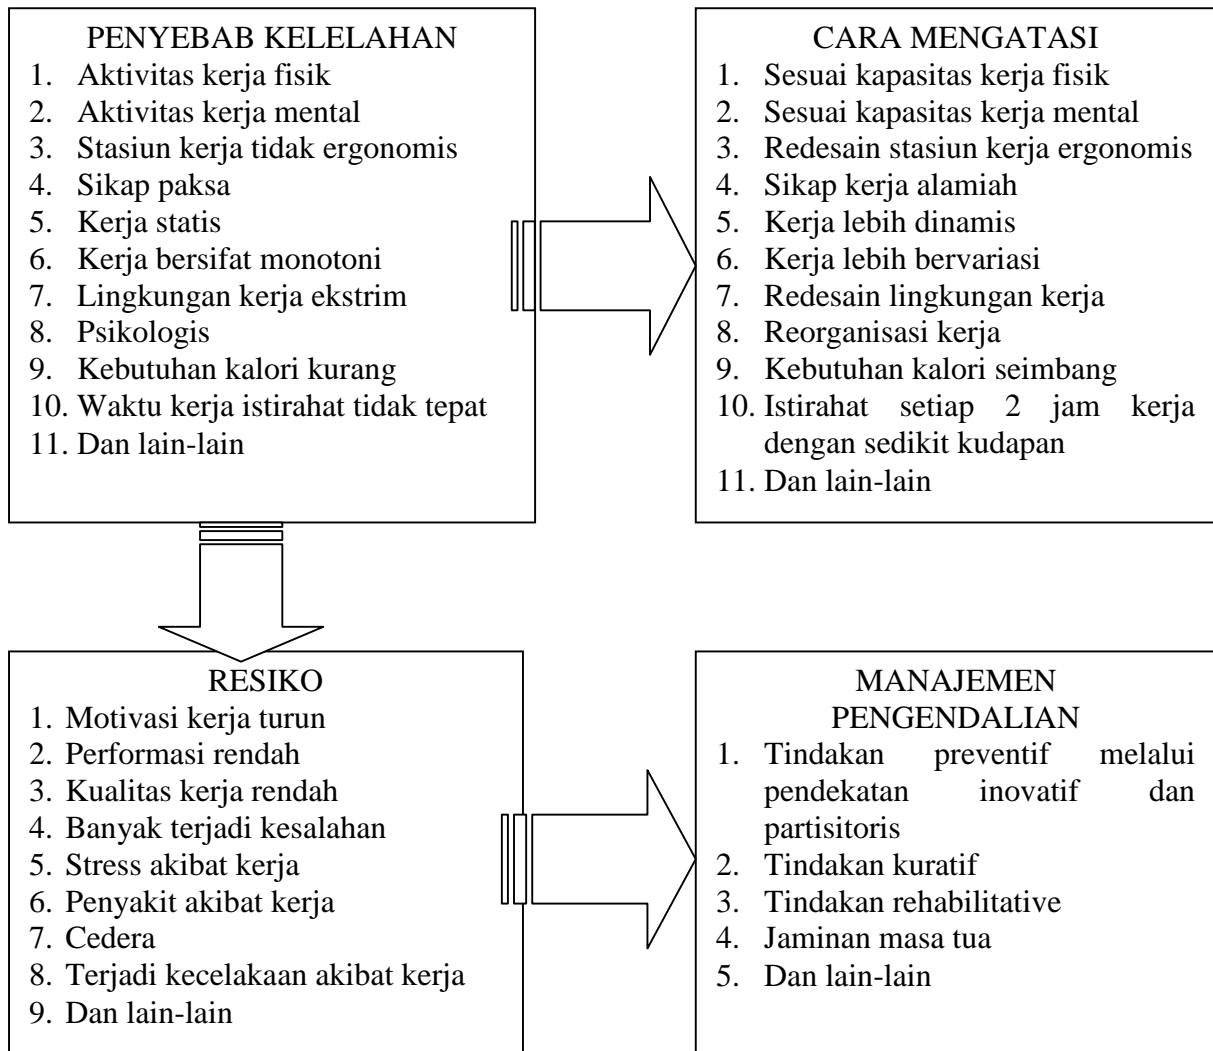 PENYEBAB KELELAHAN
1. Aktivitas kerja fisik
2. Aktivitas kerja mental
3. Stasiun kerja tidak ergonomis
4. Sikap paksa
5. Kerja statis
6. Kerja bersifat monotoni
7. Lingkungan kerja ekstrim
8. Psikologis
9. Kebutuhan kalori kurang
10. Waktu kerja istirahat tidak tepat
11. Dan lain-lain
CARA MENGATASI
1. Sesuai kapasitas kerja fisik
2. Sesuai kapasitas kerja mental
3. Redesain stasiun kerja ergonomis
4. Sikap kerja alamiah
5. Kerja lebih dinamis
6. Kerja lebih bervariasi
7. Redesain lingkungan kerja
8. Reorganisasi kerja
9. Kebutuhan kalori seimbang
10. Istirahat setiap 2 jam kerja
dengan sedikit kudapan
11. Dan lain-lain
RESIKO
1. Motivasi kerja turun
2. Performasi rendah
3. Kualitas kerja rendah
4. Banyak terjadi kesalahan
5. Stress akibat kerja
6. Penyakit akibat kerja
7. Cedera
8. Terjadi kecelakaan akibat kerja
9. Dan lain-lain
MANAJEMEN
PENGENDALIAN
1. Tindakan preventif melalui
pendekatan inovatif dan
partisitoris
2. Tindakan kuratif
3. Tindakan rehabilitative
4. Jaminan masa tua
5. Dan lain-lain